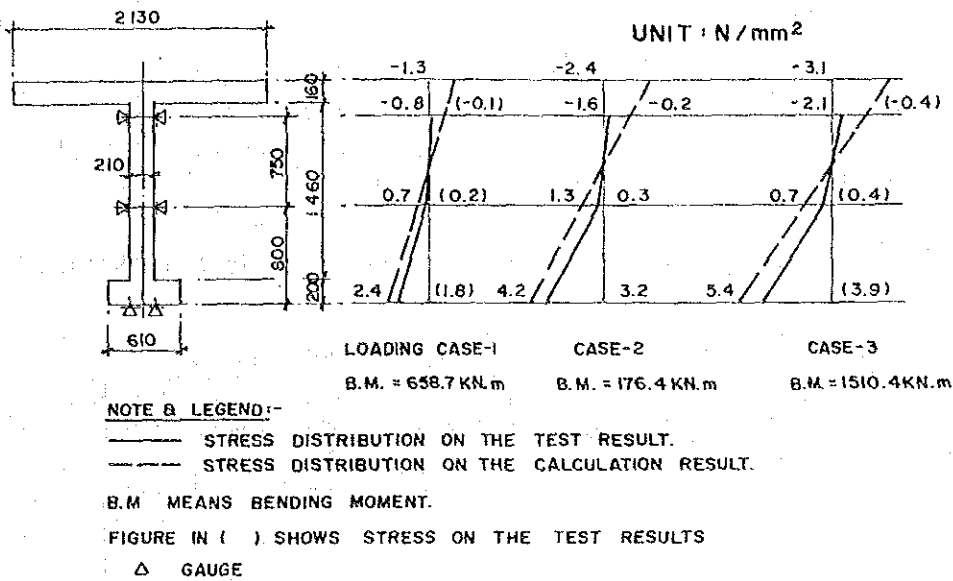 2130
UNIT : N/mm²
-1.3 -2.4 -3.1
160
-0.8 (-0.1) -1.6 -0.2 -2.1 (-0.4)
210
750
1460
0.7 (0.2) 1.3 0.3 0.7 (0.4)
800
200
2.4 (1.8) 4.2 3.2 5.4 (3.9)
610
LOADING CASE-1 CASE-2 CASE-3
B.M. = 658.7 KN.m B.M. = 176.4 KN.m B.M. = 1510.4KN.m
NOTE & LEGEND:-
STRESS DISTRIBUTION ON THE TEST RESULT.
STRESS DISTRIBUTION ON THE CALCULATION RESULT.
B.M MEANS BENDING MOMENT.
FIGURE IN ( ) SHOWS STRESS ON THE TEST RESULTS
Δ GAUGE